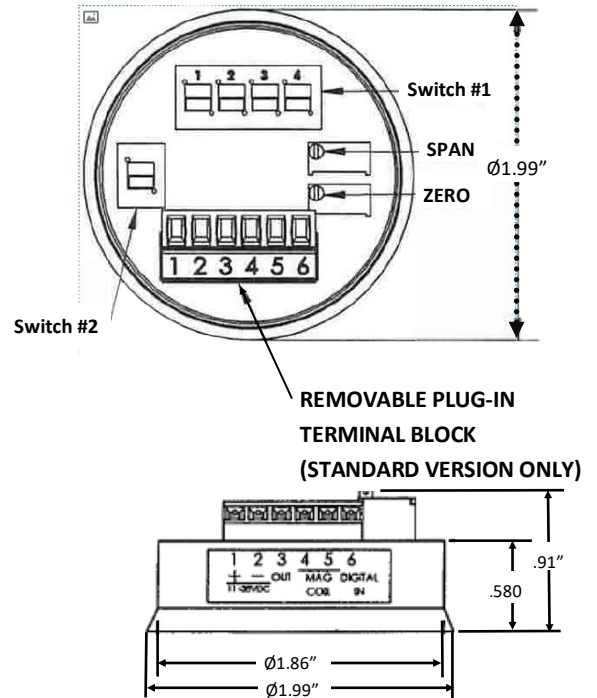 1 2 3 4
Switch #1
SPAN
Ø1.99”
ZERO
1 2 3 4 5 6
Switch #2
REMOVABLE PLUG-IN
TERMINAL BLOCK
(STANDARD VERSION ONLY)
1 2 3 4 5 6
+ − OUT MAG DIGITAL
VDC COIL IN
.91”
.580
Ø1.86”
Ø1.99”